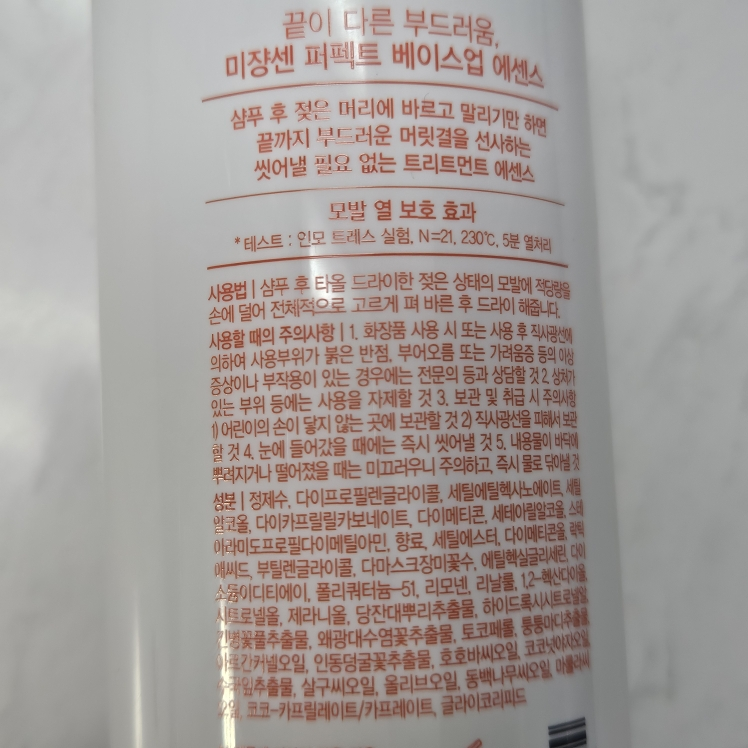 끝이 다른 부드러움,
미쟝센 퍼펙트 베이스업 에센스
샴푸 후 젖은 머리에 바르고 말리기만 하면
끝까지 부드러운 머릿결을 선사하는
씻어낼 필요 없는 트리트먼트 에센스
모발 열 보호 효과
* 테스트 : 인모 트레스 실험, N=21, 230℃, 5분 열처리
사용법 | 샴푸 후 타올 드라이한 젖은 상태의 모발에 적당량을
손에 덜어 전체적으로 고르게 펴 바른 후 드라이 해줍니다.
사용할 때의 주의사항 | 1. 화장품 사용 시 또는 사용 후 직사광선에
의하여 사용부위가 붉은 반점, 부어오름 또는 가려움증 등의 이상
증상이나 부작용이 있는 경우에는 전문의 등과 상담할 것 2. 상처가
있는 부위 등에는 사용을 자제할 것 3. 보관 및 취급 시 주의사항
1) 어린이의 손이 닿지 않는 곳에 보관할 것 2) 직사광선을 피해서 보관
할 것 4. 눈에 들어갔을 때에는 즉시 씻어낼 것 5. 내용물이 바닥에
뿌려지거나 떨어졌을 때는 미끄러우니 주의하고, 즉시 물로 닦아낼 것
성분 | 정제수, 다이프로필렌글라이콜, 세틸에틸헥사노에이트, 세틸
알코올, 다이카프릴릴카보네이트, 다이메티콘, 세테아릴알코올, 스테
아라미도프로필다이메틸아민, 향료, 세틸에스터, 다이메티콘올, 락틱
애씨드, 부틸렌글라이콜, 다마스크장미꽃수, 에틸헥실글리세린, 다이
소듐이디티에이, 폴리쿼터늄-51, 리모넨, 리날룰, 1,2-헥산다이올,
시트로넬올, 제라니올, 당잔대뿌리추출물, 하이드록시시트로넬알,
긴병꽃풀추출물, 왜광대수염꽃추출물, 토코페롤, 퉁퉁마디추출물,
아르간커넬오일, 인동덩굴꽃추출물, 호호바씨오일, 코코넛야자오일,
살구씨오일, 올리브오일, 동백나무씨오일, 마룰라씨
오일, 코코-카프릴레이트/카프레이트, 글라이코리피드